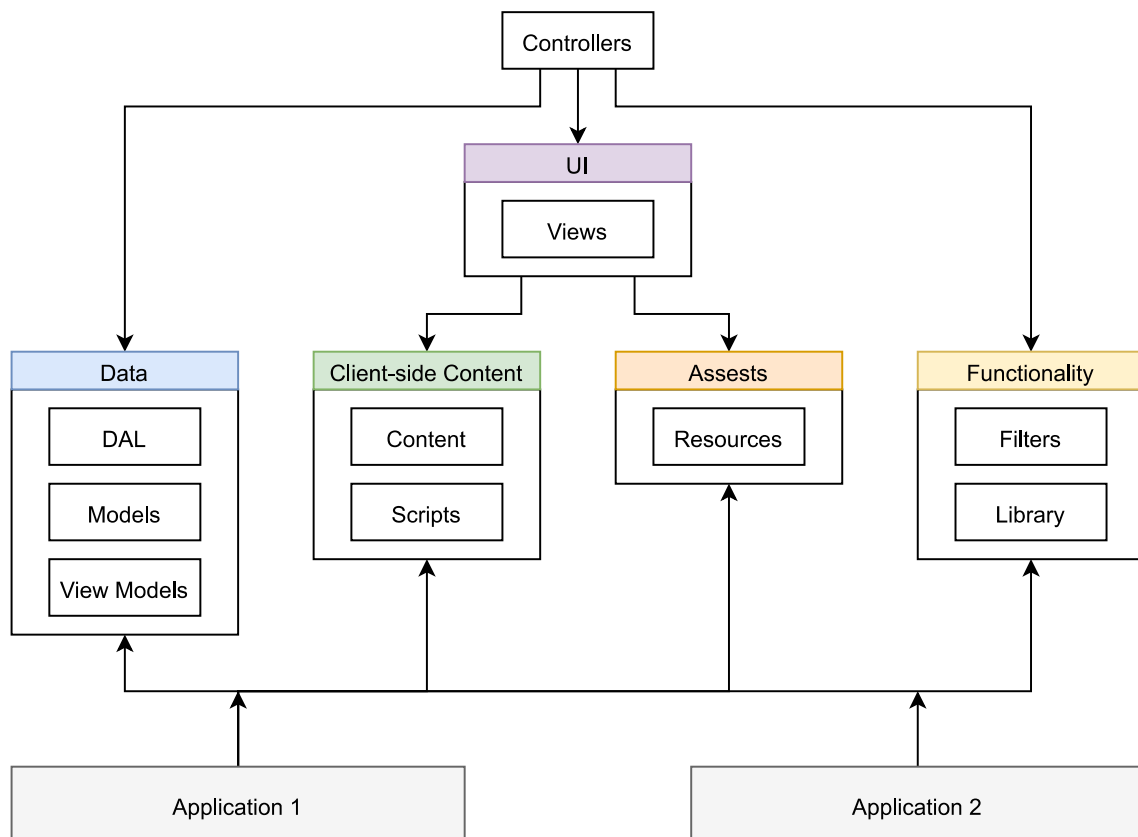 Controllers
UI
Views
Data
Client-side Content
Assests
Functionality
DAL
Content
Resources
Filters
Models
Scripts
Library
View Models
Application 1
Application 2